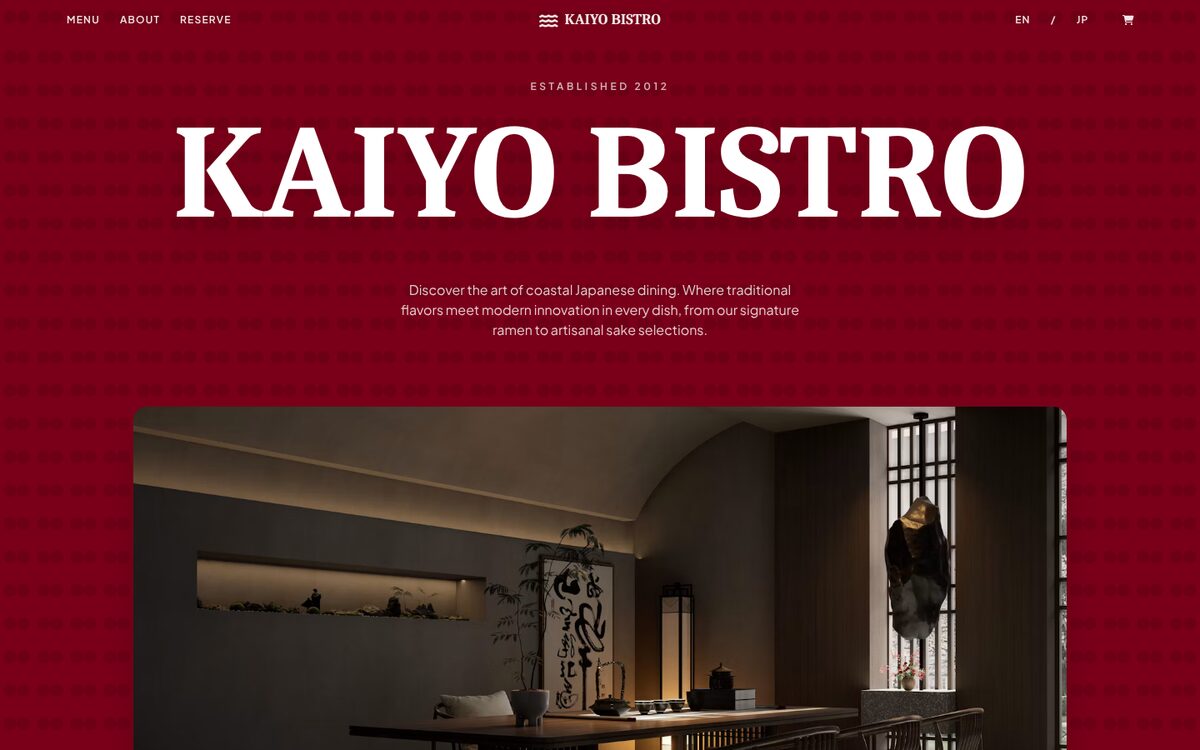 MENU ABOUT RESERVE KAIYO BISTRO EN / JP
ESTABLISHED 2012
KAIYO BISTRO
Discover the art of coastal Japanese dining. Where traditional
flavors meet modern innovation in every dish, from our signature
ramen to artisanal sake selections.